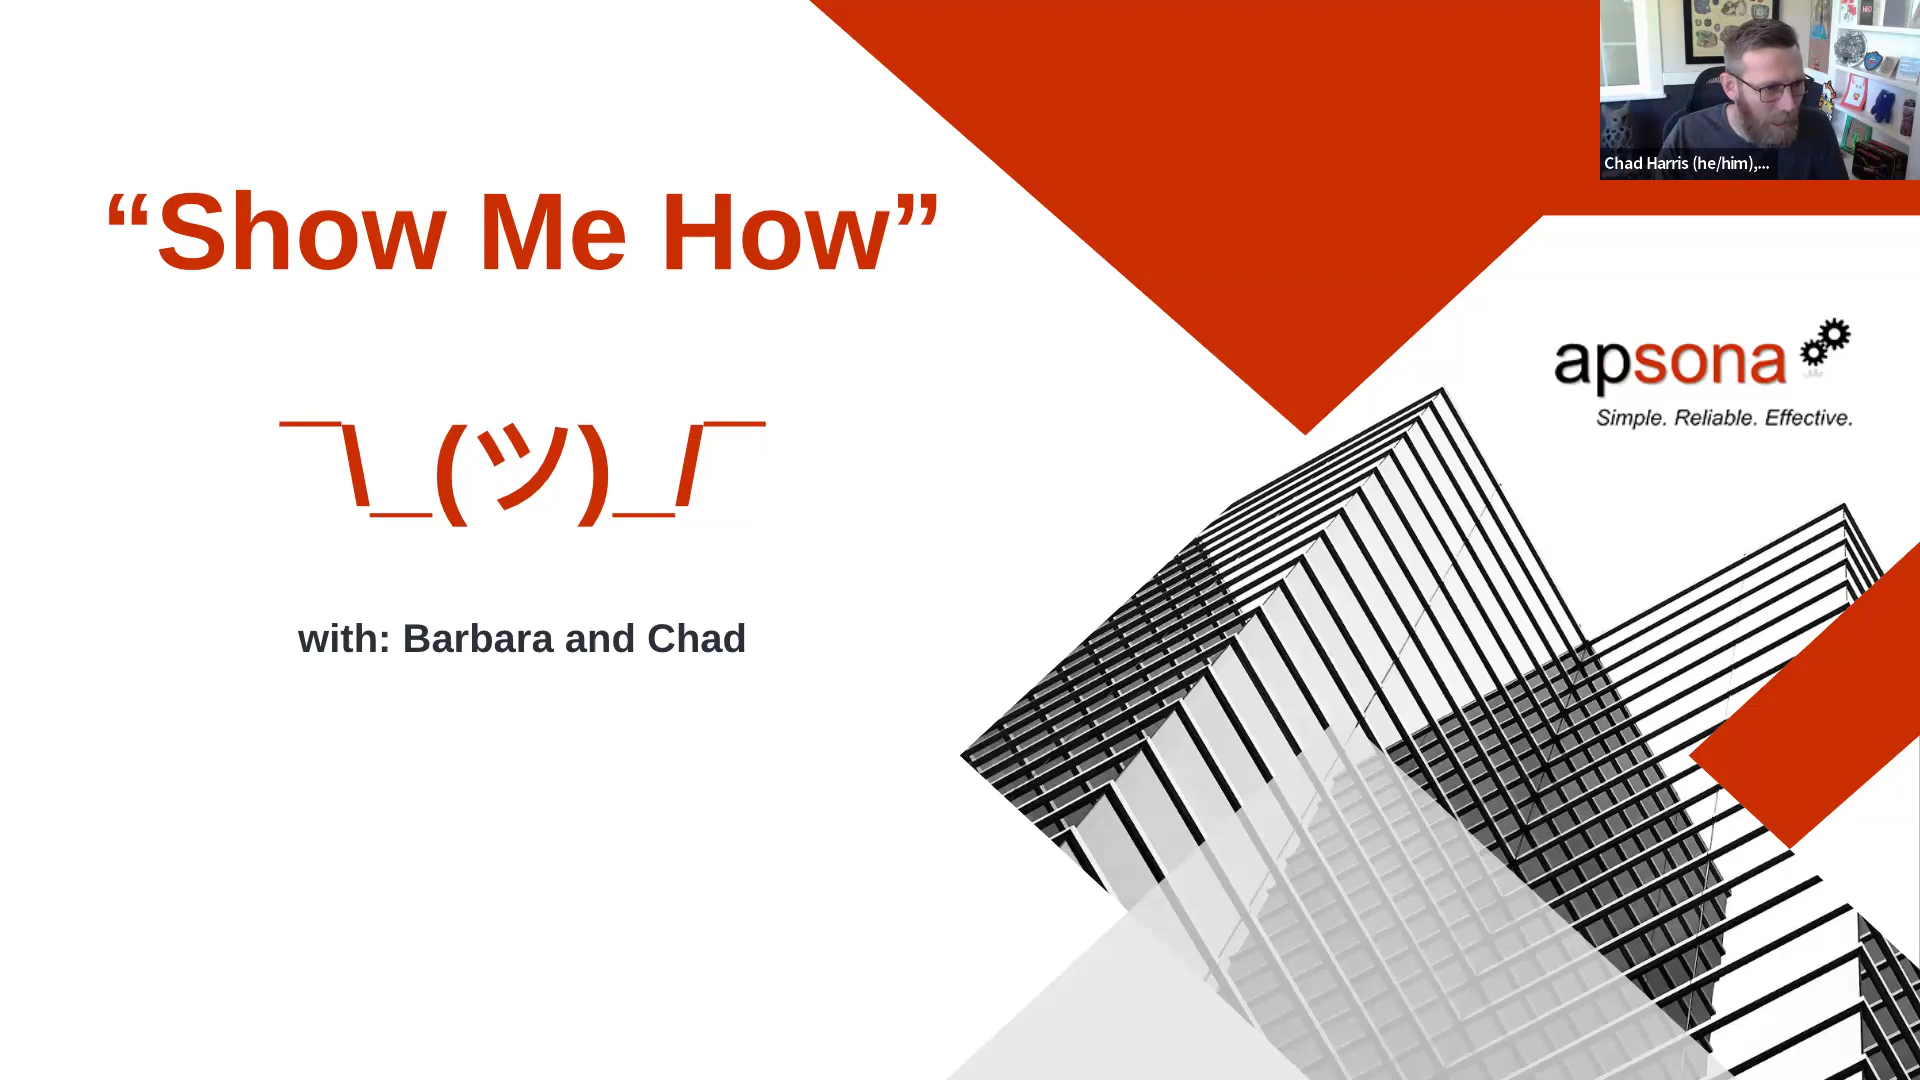 “Show Me How”
¯\_(ツ)_/¯
with: Barbara and Chad
Chad Harris (he/him),...
apsona
Simple. Reliable. Effective.